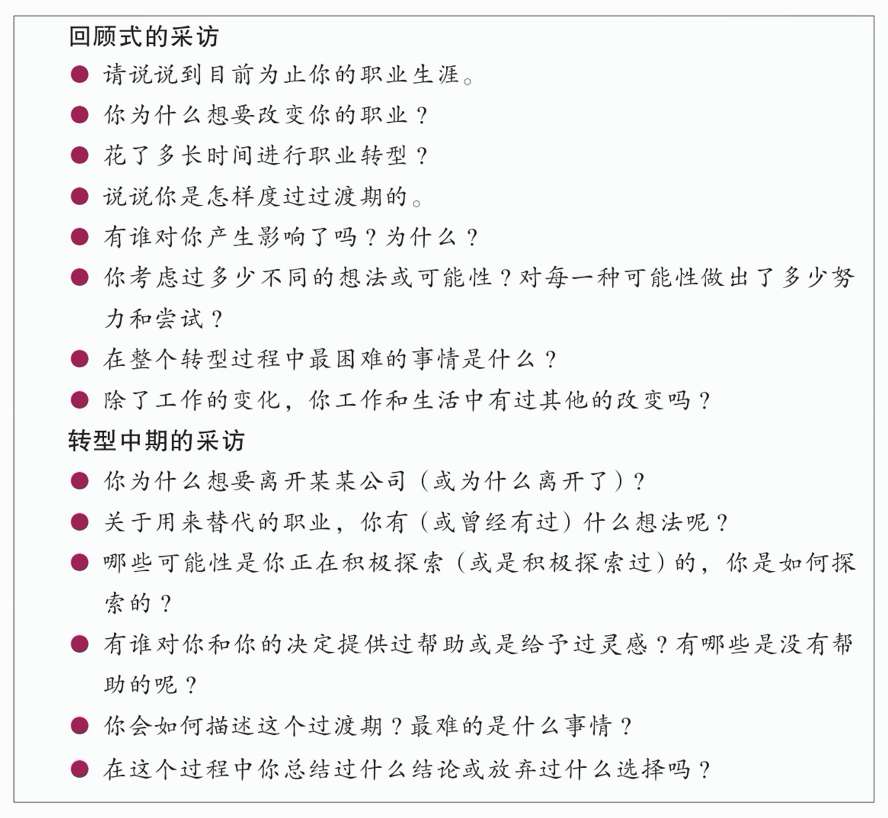 回顾式的采访
● 请说说到目前为止你的职业生涯。
● 你为什么想要改变你的职业？
● 花了多长时间进行职业转型？
● 说说你是怎样度过过渡期的。
● 有谁对你产生影响了吗？为什么？
● 你考虑过多少不同的想法或可能性？对每一种可能性做出了多少努
力和尝试？
● 在整个转型过程中最困难的事情是什么？
● 除了工作的变化，你工作和生活中有过其他的改变吗？
转型中期的采访
● 你为什么想要离开某某公司（或为什么离开了）？
● 关于用来替代的职业，你有（或曾经有过）什么想法呢？
● 哪些可能性是你正在积极探索（或是积极探索过）的，你是如何探
索的？
● 有谁对你和你的决定提供过帮助或是给予过灵感？有哪些是没有帮
助的呢？
● 你会如何描述这个过渡期？最难的是什么事情？
● 在这个过程中你总结过什么结论或放弃过什么选择吗？